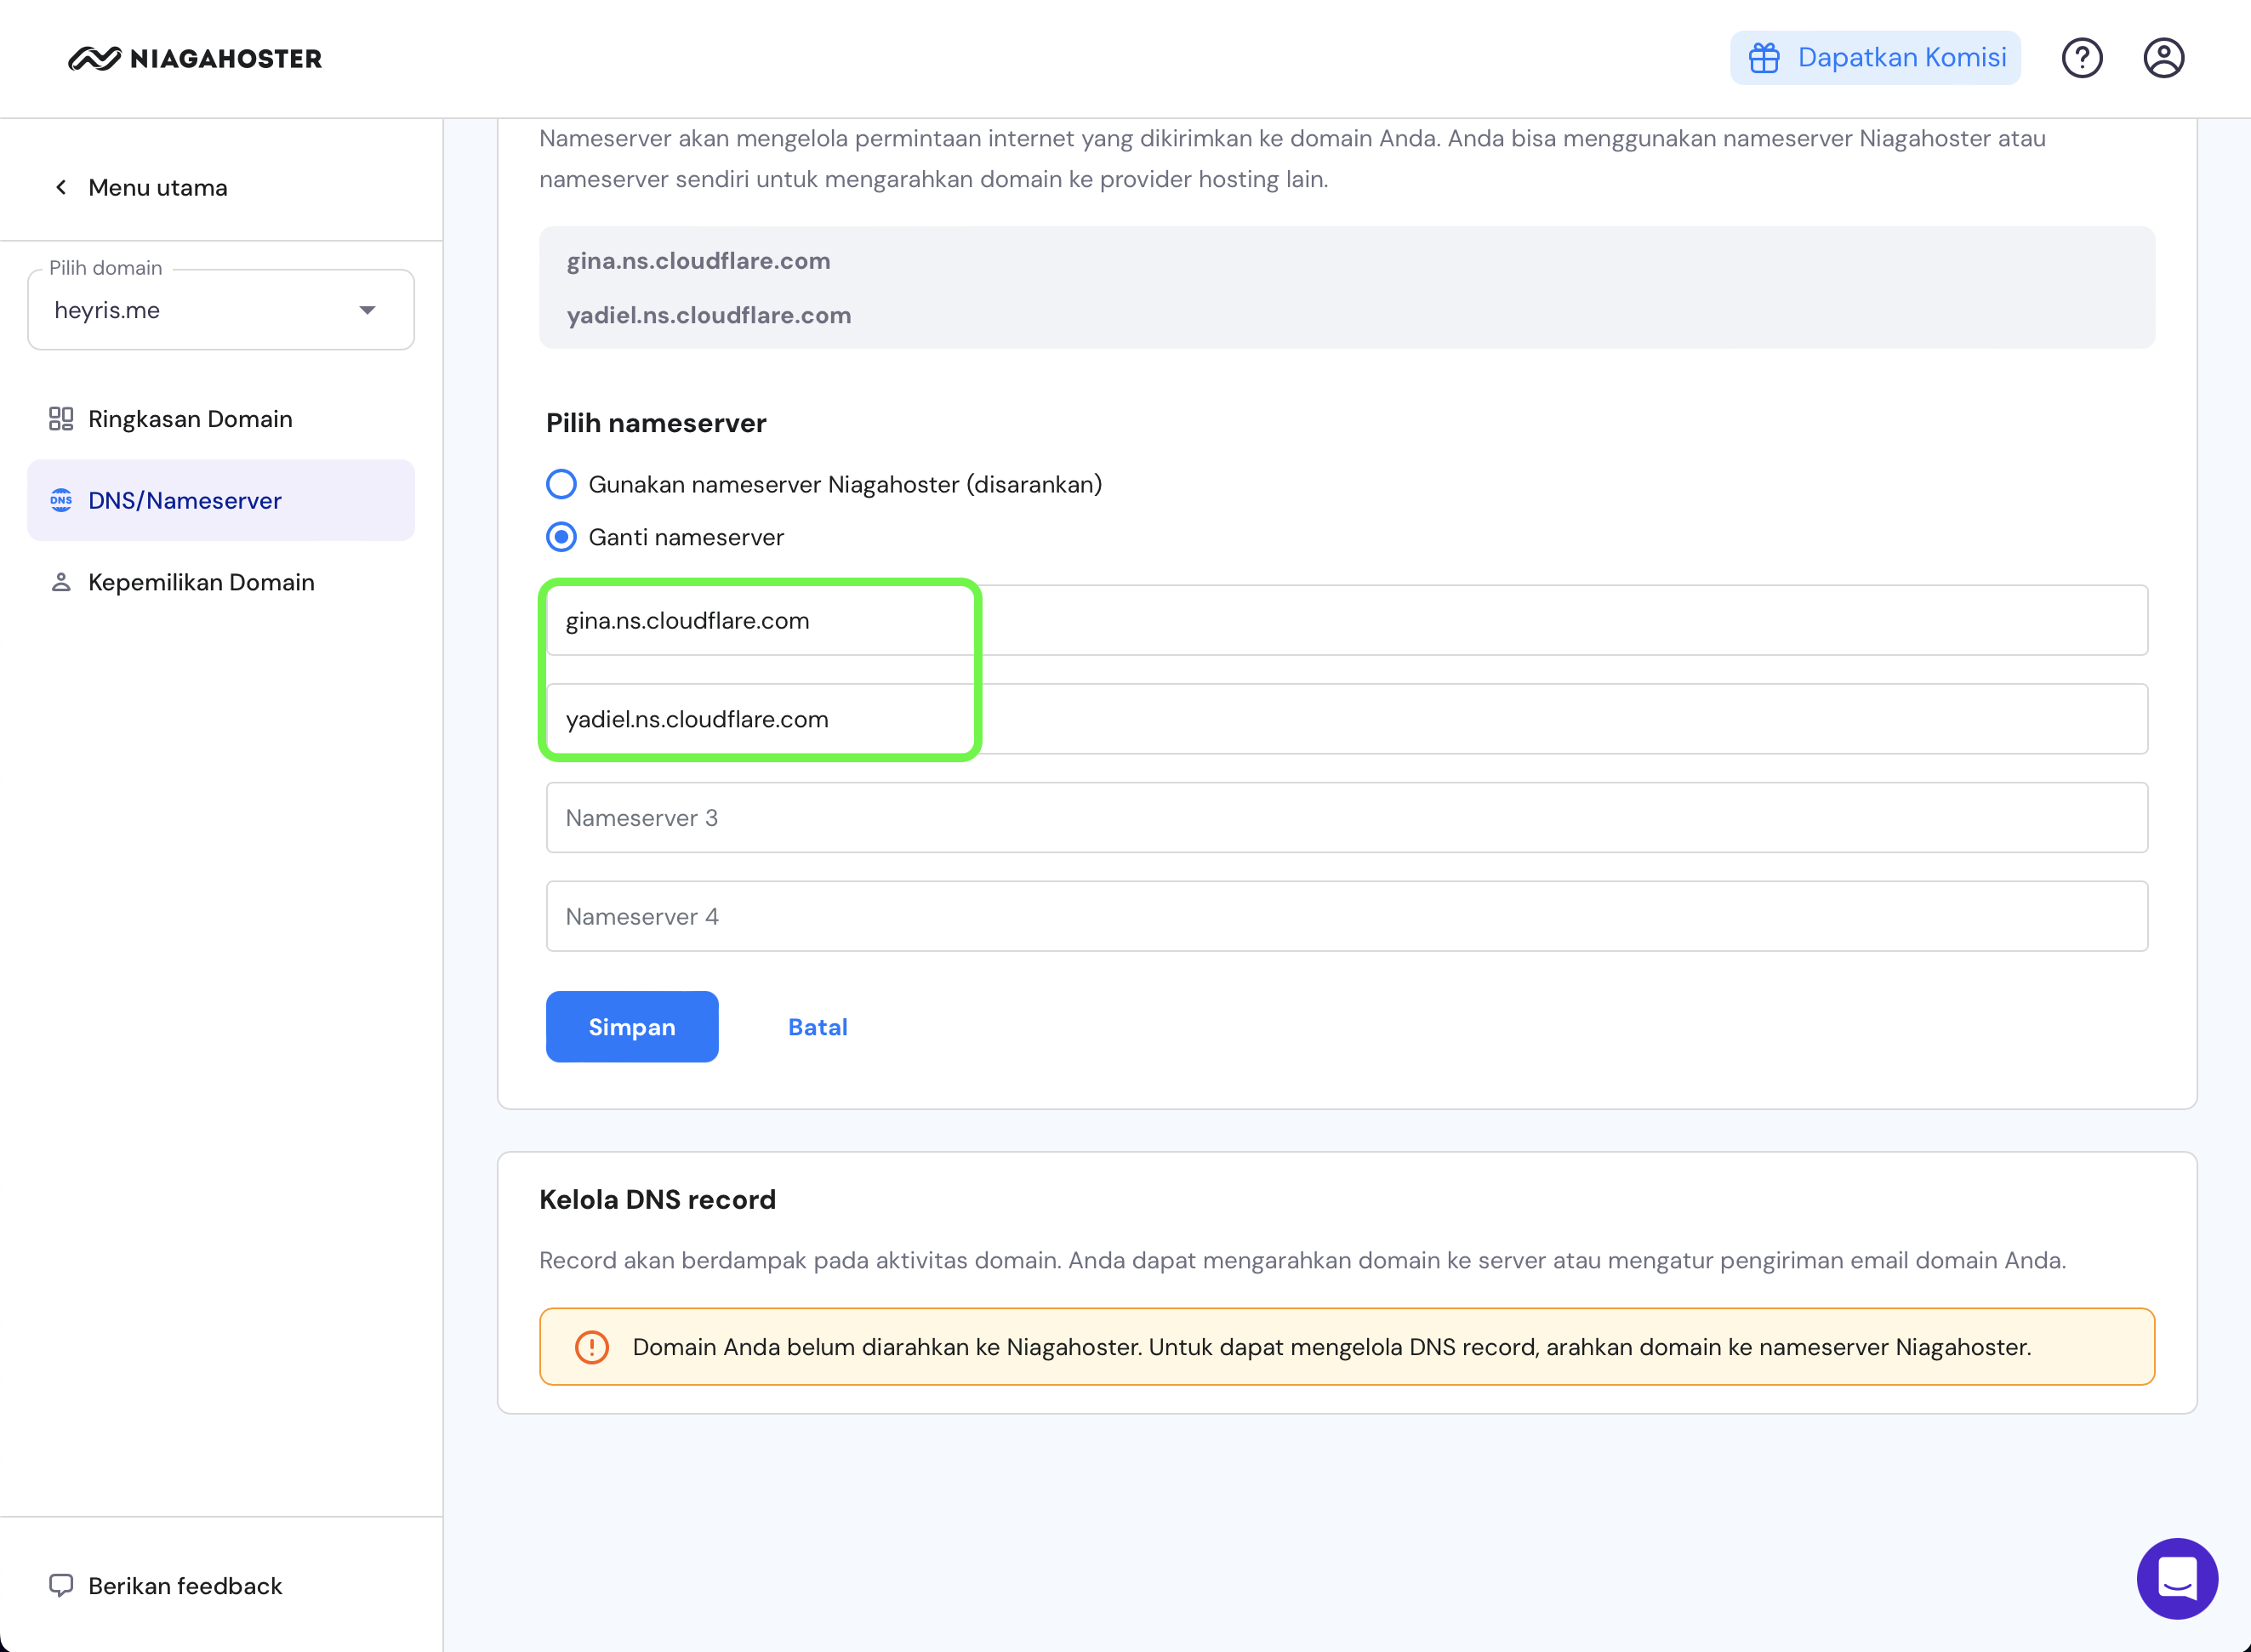 NIAGAHOSTER
Dapatkan Komisi
Menu utama
Pilih domain
heyris.me
Ringkasan Domain
DNS DNS/Nameserver
Kepemilikan Domain
Berikan feedback
Nameserver akan mengelola permintaan internet yang dikirimkan ke domain Anda. Anda bisa menggunakan nameserver Niagahoster atau
nameserver sendiri untuk mengarahkan domain ke provider hosting lain.
gina.ns.cloudflare.com
yadiel.ns.cloudflare.com
Pilih nameserver
Gunakan nameserver Niagahoster (disarankan)
Ganti nameserver
gina.ns.cloudflare.com
yadiel.ns.cloudflare.com
Nameserver 3
Nameserver 4
Simpan Batal
Kelola DNS record
Record akan berdampak pada aktivitas domain. Anda dapat mengarahkan domain ke server atau mengatur pengiriman email domain Anda.
Domain Anda belum diarahkan ke Niagahoster. Untuk dapat mengelola DNS record, arahkan domain ke nameserver Niagahoster.